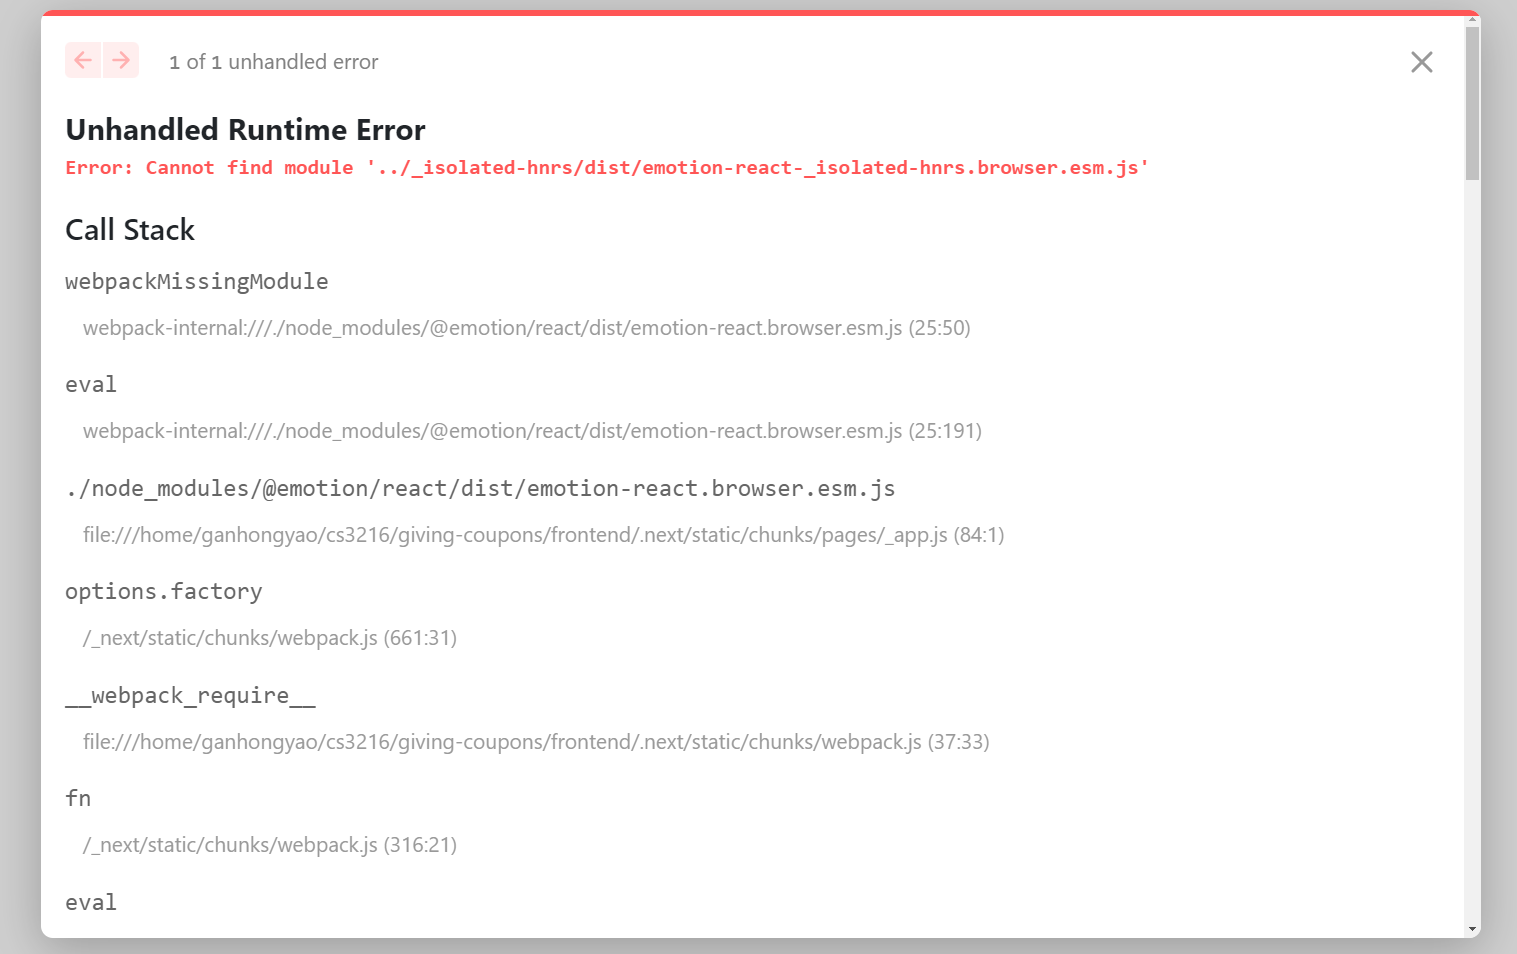 1 of 1 unhandled error
Unhandled Runtime Error
Error: Cannot find module '../_isolated-hnrs/dist/emotion-react-_isolated-hnrs.browser.esm.js'
Call Stack
webpackMissingModule
webpack-internal:///./node_modules/@emotion/react/dist/emotion-react.browser.esm.js (25:50)
eval
webpack-internal:///./node_modules/@emotion/react/dist/emotion-react.browser.esm.js (25:191)
./node_modules/@emotion/react/dist/emotion-react.browser.esm.js
file:///home/ganhongyao/cs3216/giving-coupons/frontend/.next/static/chunks/pages/_app.js (84:1)
options.factory
/_next/static/chunks/webpack.js (661:31)
__webpack_require__
file:///home/ganhongyao/cs3216/giving-coupons/frontend/.next/static/chunks/webpack.js (37:33)
fn
/_next/static/chunks/webpack.js (316:21)
eval